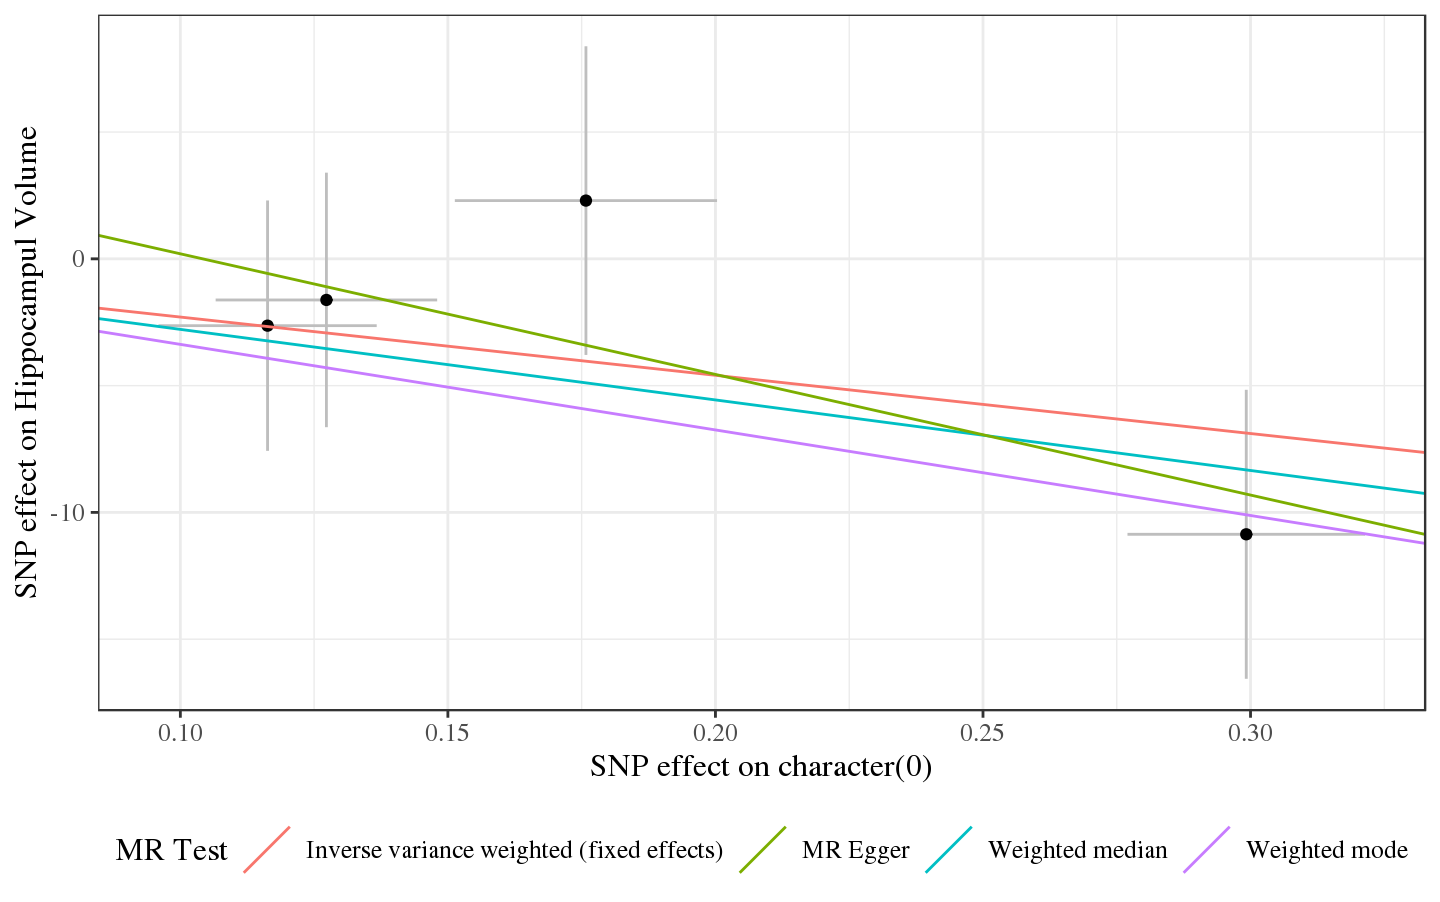 SNP effect on Hippocampul Volume
0
-10
0.10 0.15 0.20 0.25 0.30
SNP effect on character(0)
MR Test Inverse variance weighted (fixed effects) MR Egger Weighted median Weighted mode